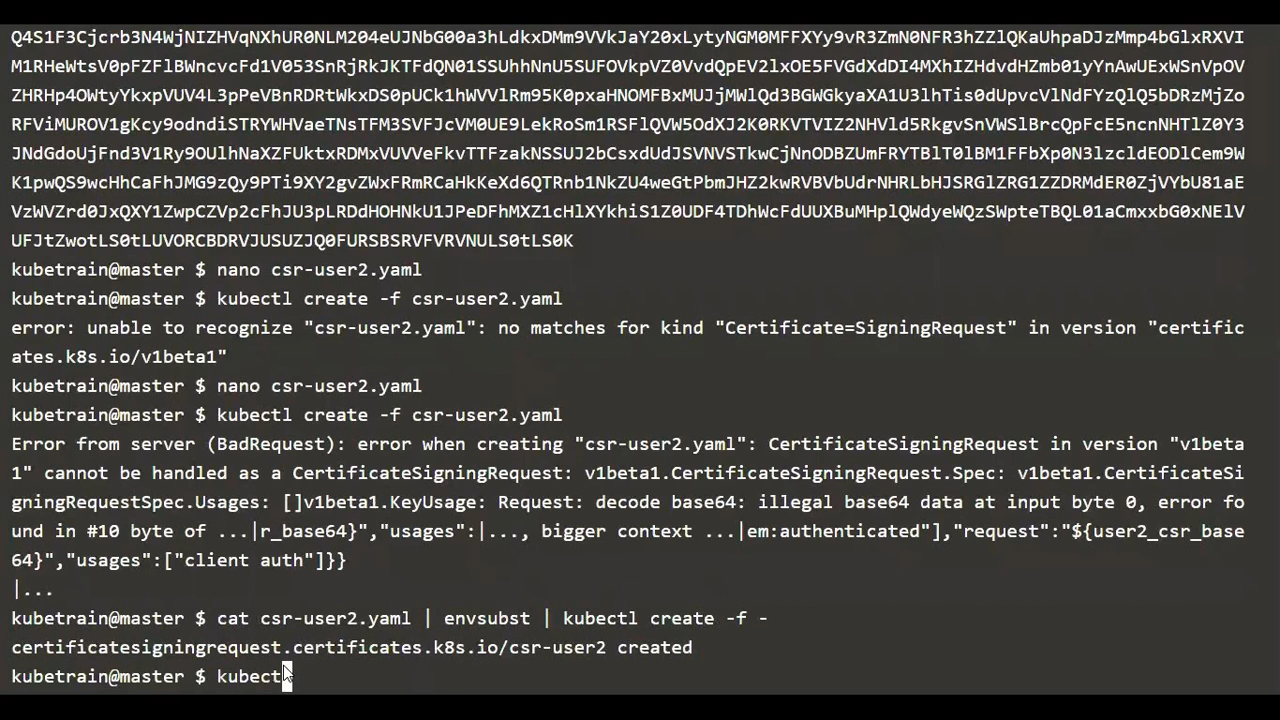 Q4S1F3Cjcrb3N4WjNIZHVqNXhUR0NLM204eUJNbG00a3hLdkxDMm9VVkJaY20xLytyNGM0MFFXYy9vR3ZmN0NFR3hZZlQKaUhpaDJzMmp4bGlxRXVI
M1RHeWtsV0pFZFlBWncvcFd1V053SnRjRkJKTFdQN01SSUhhNnU5SUFOVkpVZ0VvdQpEV2lxOE5FVGdXdDI4MXhIZHdvdHZmb01yYnAwUExWSnVpOV
ZHRHp4OWtyYkxpVUV4L3pPeVBnRDRtWkxDS0pUCk1hWVVlRm95K0pxaHNOMFBxMUJjMWlQd3BGWGkyaXA1U3lhTis0dUpvcVlNdFYzQlQ5bDRzMjZo
RFViMUROV1gKcy9odndiSTRYWHVaeTNsTFM3SVFJcVM0UE9LekRoSm1RSFlQVW5OdXJ2K0RKVTVIZ2NHVld5RkgvSnVWSlBrcQpFcE5ncnNHTlZ0Y3
JNdGdoUjFnd3V1Ry9OUlhNaXZFUktxRDMxVUVVeFkvTTFzakNSSUJ2bCsxdUdJSVNVSTkwCjNnODBZUmFRYTBlT0lBM1FFbXp0N3lzcldEODlCem9W
K1pwQS9wcHhCaFhJMG9zQy9PTi9XY2gvZWxFRmRCaHkKeXd6QTRnb1NkZU4weGtPbmJHZ2kwRVBVbUdrNHRLbHJSRGlZRG1ZZDRMdER0ZjVYbU81aE
VzWVZrd0JxQXY1ZwpCZVp2cFhJU3pLRDdHOHNkU1JPeDFhMXZ1cHlXYkhiS1Z0UDF4TDhWcFdUUXBuMHplQWdyeWQzSWpteTBQL01aCmxxbG0xNElV
UFJtZwotLS0tLUVORCBDRVJUSUZJQ0FURSBSRVFVRVNULS0tLS0K
kubetrain@master $ nano csr-user2.yaml
kubetrain@master $ kubectl create -f csr-user2.yaml
error: unable to recognize "csr-user2.yaml": no matches for kind "Certificate=SigningRequest" in version "certific
ates.k8s.io/v1beta1"
kubetrain@master $ nano csr-user2.yaml
kubetrain@master $ kubectl create -f csr-user2.yaml
Error from server (BadRequest): error when creating "csr-user2.yaml": CertificateSigningRequest in version "v1beta
1" cannot be handled as a CertificateSigningRequest: v1beta1.CertificateSigningRequest.Spec: v1beta1.CertificateSi
gningRequestSpec.Usages: []v1beta1.KeyUsage: Request: decode base64: illegal base64 data at input byte 0, error fo
und in #10 byte of ...|r_base64}","usages":|..., bigger context ...|em:authenticated"],"request":"${user2_csr_base
64}","usages":["client auth"]}}
|...
kubetrain@master $ cat csr-user2.yaml | envsubst | kubectl create -f -
certificatesigningrequest.certificates.k8s.io/csr-user2 created
kubetrain@master $ kubect